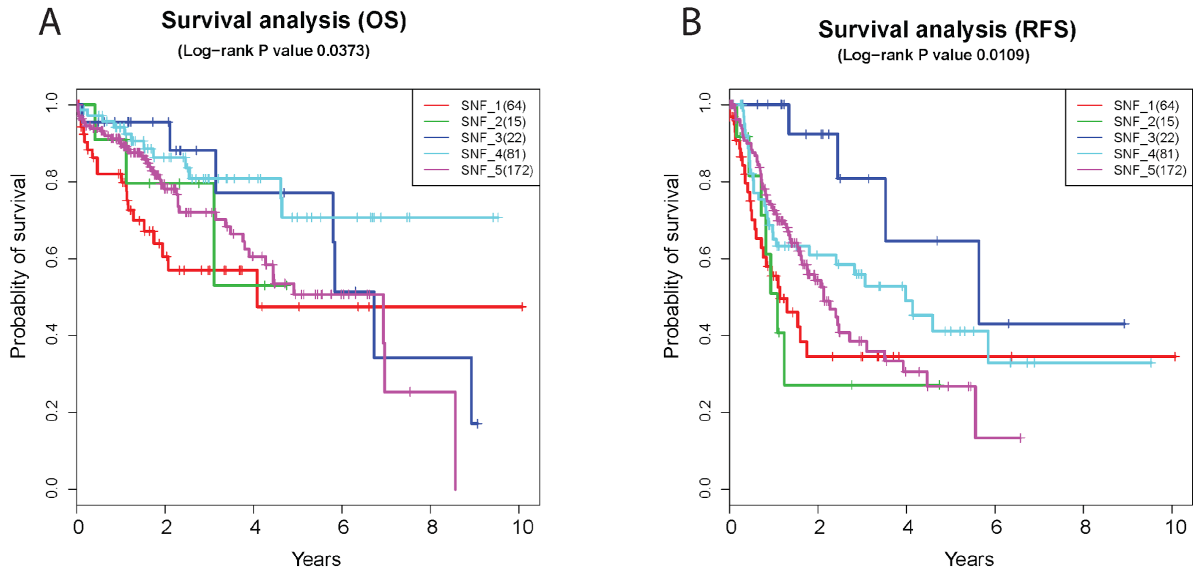 A
Survival analysis (OS)
(Log-rank P value 0.0373)
SNF_1(64)
SNF_2(15)
SNF_3(22)
SNF_4(81)
SNF_5(172)
Probablity of survival
1.0
0.8
0.6
0.4
0.2
0.0
0 2 4 6 8 10
Years
B
Survival analysis (RFS)
(Log-rank P value 0.0109)
SNF_1(64)
SNF_2(15)
SNF_3(22)
SNF_4(81)
SNF_5(172)
Probablity of survival
1.0
0.8
0.6
0.4
0.2
0.0
0 2 4 6 8 10
Years